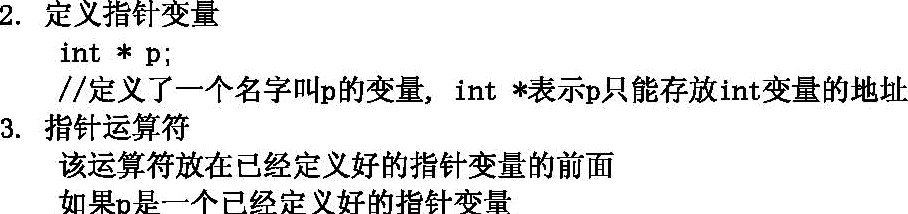 2. 定义指针变量
int * p;
//定义了一个名字叫p的变量, int *表示p只能存放int变量的地址
3. 指针运算符
该运算符放在已经定义好的指针变量的前面
如果p是一个已经定义好的指针变量